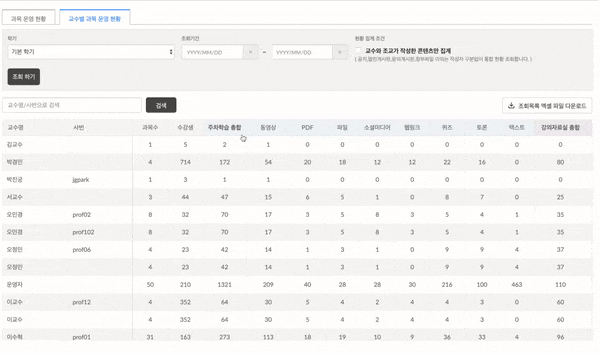 과목 운영 현황 교수별 과목 운영 현황
학기 조회기간 현황 집계 조건
기본 학기 YYYY/MM/DD × ~ YYYY/MM/DD × 교수와 조교가 작성한 콘텐츠만 집계
( 공지,열린게시판,문의게시판,첨부파일 이와는 작성자 구분없이 통합 현황 조회합니다. )
조회 하기
교수명/사번으로 검색 검색 조회목록 엑셀 파일 다운로드
교수명 사번 과목수 수강생 주차학습 총합 동영상 PDF 파일 소셜미디어 웹링크 퀴즈 토론 텍스트 강의자료실 총합
김교수 1 5 2 1 0 0 0 0 0 0 0 0
박경민 4 714 172 54 20 18 12 12 22 16 0 80
박진궁 jgpark 1 3 1 1 0 0 0 0 0 0 0 0
서교수 3 44 47 15 6 5 1 0 8 7 0 25
오민경 prof02 8 32 70 17 3 5 8 3 5 4 1 35
오민경 prof102 8 32 70 17 3 5 8 3 5 4 1 35
오정민 prof06 4 23 42 14 1 3 1 0 9 9 4 37
오정민 4 23 42 14 1 3 1 0 9 9 4 37
운영자 50 210 1321 209 40 28 28 30 216 100 463 110
이교수 prof12 4 352 64 30 5 4 2 4 4 3 0 60
이교수 4 352 64 30 5 4 2 4 4 3 0 60
이수혁 prof01 31 163 273 113 18 19 10 9 36 33 4 96